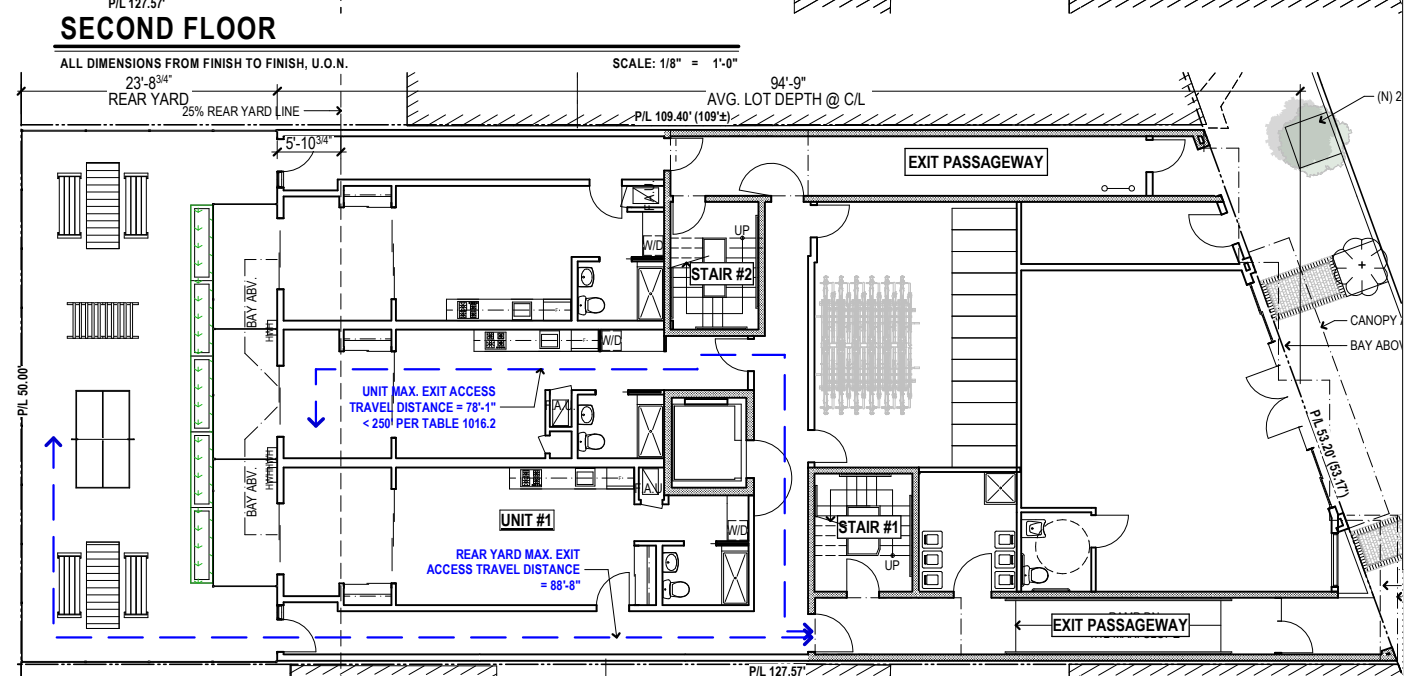 P/L 127.57'
SECOND FLOOR
ALL DIMENSIONS FROM FINISH TO FINISH, U.O.N.
SCALE: 1/8" = 1'-0"
23'-8 3/4"
REAR YARD
94'-9"
AVG. LOT DEPTH @ C/L
25% REAR YARD LINE
P/L 109.40' (109'±)
(N) 2
5'-10 3/4"
EXIT PASSAGEWAY
F.A.U.
W/D
UP
STAIR #2
BAY ABV.
HWH
W/D
CANOPY
BAY ABOV
P/L 50.00'
UNIT MAX. EXIT ACCESS
TRAVEL DISTANCE = 78'-1"
< 250' PER TABLE 1016.2
F.A.U.
P/L 53.20' (53.17')
BAY ABV.
HWH
HWH
F.A.U.
UNIT #1
W/D
STAIR #1
UP
REAR YARD MAX. EXIT
ACCESS TRAVEL DISTANCE
= 88'-8"
EXIT PASSAGEWAY
P/L 127.57'